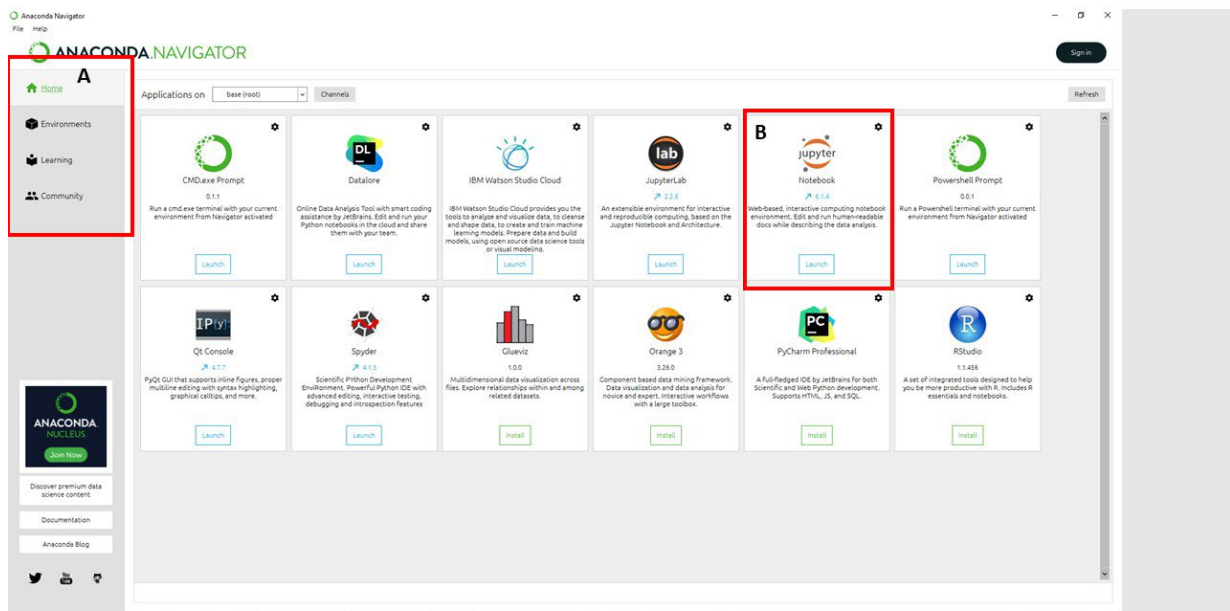 Anaconda Navigator
File Help
ANACONDA.NAVIGATOR
Sign in
A
Home
Environments
Learning
Community
Applications on base (root) Channels
Refresh
CMD.exe Prompt
0.1.1
Run a cmd.exe terminal with your current
environment from Navigator activated
Launch
DL
Datalore
Online Data Analysis Tool with smart coding
assistance by JetBrains. Edit and run your
Python notebooks in the cloud and share
them with your team.
Launch
IBM Watson Studio Cloud
IBM Watson Studio Cloud provides you the
tools to analyze and visualize data, to cleanse
and shape data, to create and train machine
learning models. Prepare data and build
models, using open source data science tools
or visual modeling.
Launch
lab
JupyterLab
2.2.6
An extensible environment for interactive
and reproducible computing, based on the
Jupyter Notebook and Architecture.
Launch
B
jupyter
Notebook
6.1.4
Web-based, interactive computing notebook
environment. Edit and run human-readable
docs while describing the data analysis.
Launch
Powershell Prompt
0.0.1
Run a Powershell terminal with your current
environment from Navigator activated
Launch
IP[y]:
Qt Console
4.7.7
PyQt GUI that supports inline figures, proper
multiline editing with syntax highlighting,
graphical calltips, and more.
Launch
Spyder
4.1.5
Scientific PYthon Development
EnviRonment. Powerful Python IDE with
advanced editing, interactive testing,
debugging and introspection features
Launch
Glueviz
1.0.0
Multidimensional data visualization across
files. Explore relationships within and among
related datasets.
Install
Orange 3
3.26.0
Component based data mining framework.
Data visualization and data analysis for
novice and expert. Interactive workflows
with a large toolbox.
Install
PC
PyCharm Professional
A full-fledged IDE by JetBrains for both
Scientific and Web Python development.
Supports HTML, JS, and SQL.
Install
R
RStudio
1.1.456
A set of integrated tools designed to help
you be more productive with R. Includes R
essentials and notebooks.
Install
ANACONDA.
NUCLEUS
Join Now
Discover premium data
science content
Documentation
Anaconda Blog
You
Tube